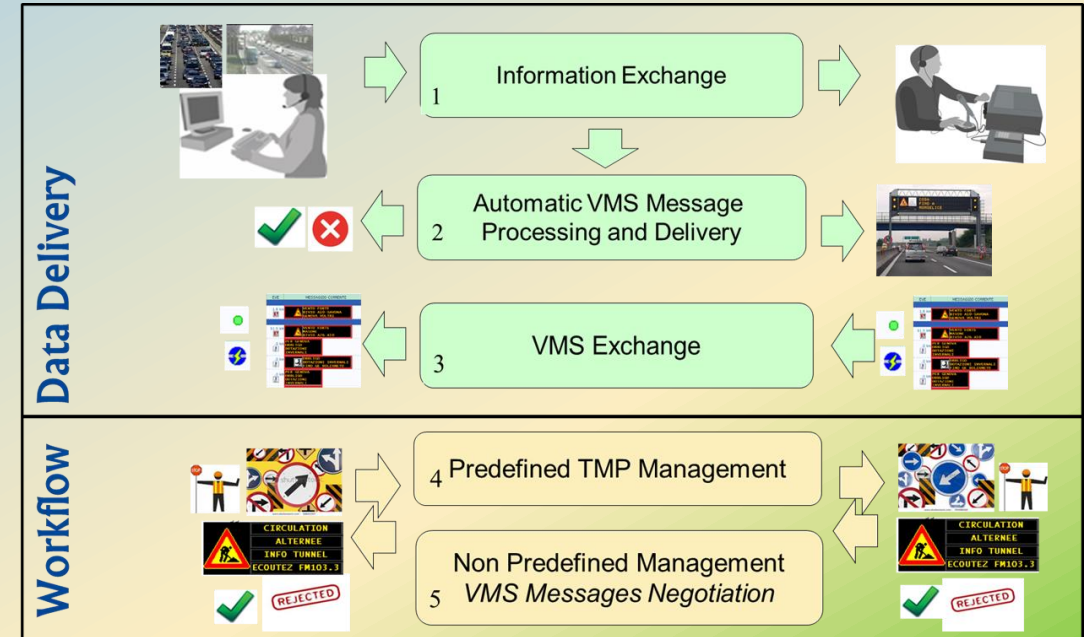 Data Delivery
Information Exchange
1
Automatic VMS Message
Processing and Delivery
2
VMS Exchange
3
Workflow
Predefined TMP Management
4
CIRCULATION
ALTERNEE
INFO TUNNEL
ECOUTEZ FM103.3
Non Predefined Management
VMS Messages Negotiation
5
CIRCULATION
ALTERNEE
INFO TUNNEL
ECOUTEZ FM103.3
REJECTED
REJECTED